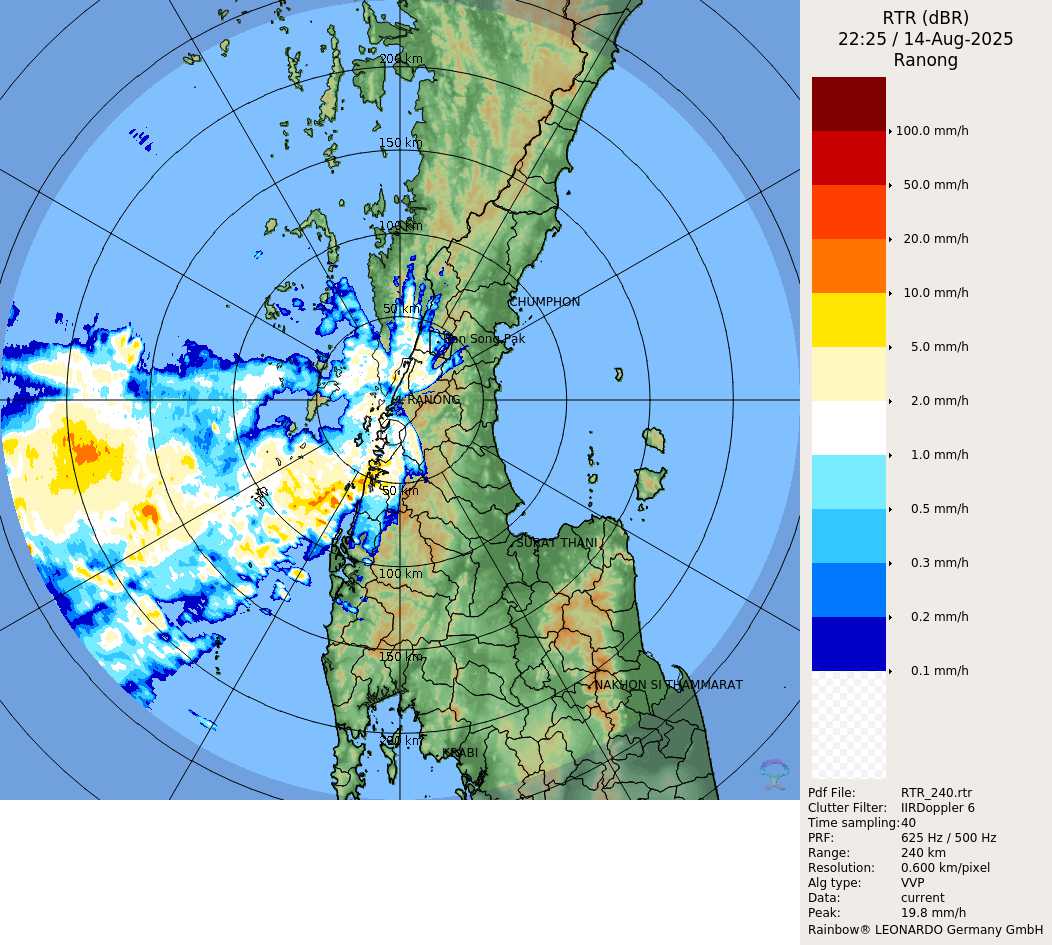 RTR (dBR)
22:25 / 14-Aug-2025
Ranong
200 km
150 km
100 km
50 km
CHUMPHON
Ban Song Pak
RANONG
50 km
SURAT THANI
100 km
150 km
NAKHON SI THAMMARAT
200 km
KRABI
100.0 mm/h
50.0 mm/h
20.0 mm/h
10.0 mm/h
5.0 mm/h
2.0 mm/h
1.0 mm/h
0.5 mm/h
0.3 mm/h
0.2 mm/h
0.1 mm/h
Pdf File: RTR_240.rtr
Clutter Filter: IIRDoppler 6
Time sampling: 40
PRF: 625 Hz / 500 Hz
Range: 240 km
Resolution: 0.600 km/pixel
Alg type: VVP
Data: current
Peak: 19.8 mm/h
Rainbow® LEONARDO Germany GmbH